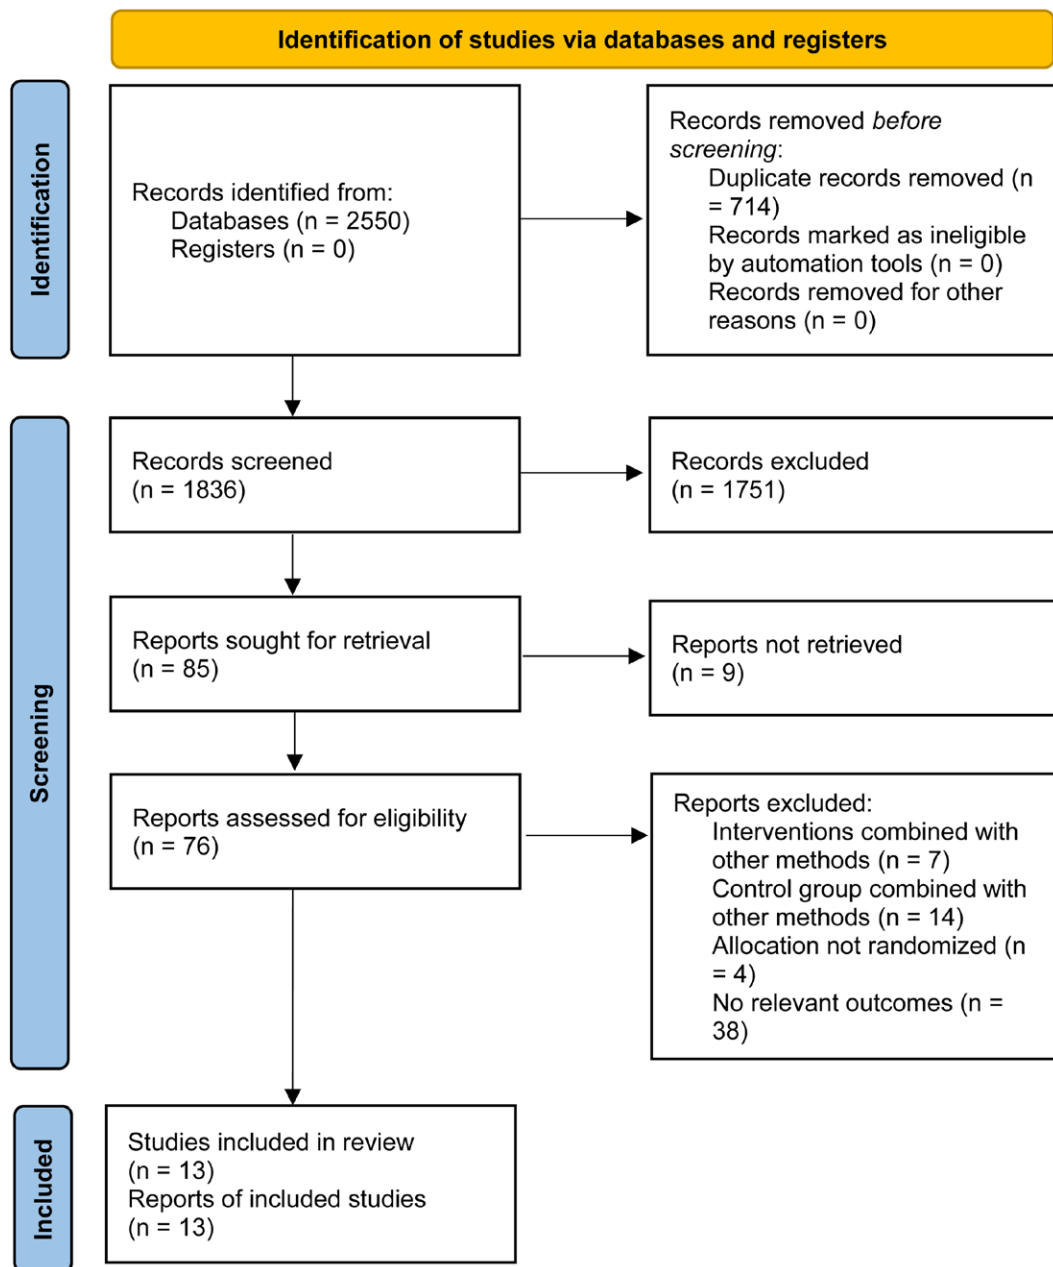 Identification of studies via databases and registers
Identification
Records identified from:
Databases (n = 2550)
Registers (n = 0)
Records removed before
screening:
Duplicate records removed (n
= 714)
Records marked as ineligible
by automation tools (n = 0)
Records removed for other
reasons (n = 0)
Screening
Records screened
(n = 1836)
Records excluded
(n = 1751)
Reports sought for retrieval
(n = 85)
Reports not retrieved
(n = 9)
Reports assessed for eligibility
(n = 76)
Reports excluded:
Interventions combined with
other methods (n = 7)
Control group combined with
other methods (n = 14)
Allocation not randomized (n
= 4)
No relevant outcomes (n =
38)
Included
Studies included in review
(n = 13)
Reports of included studies
(n = 13)